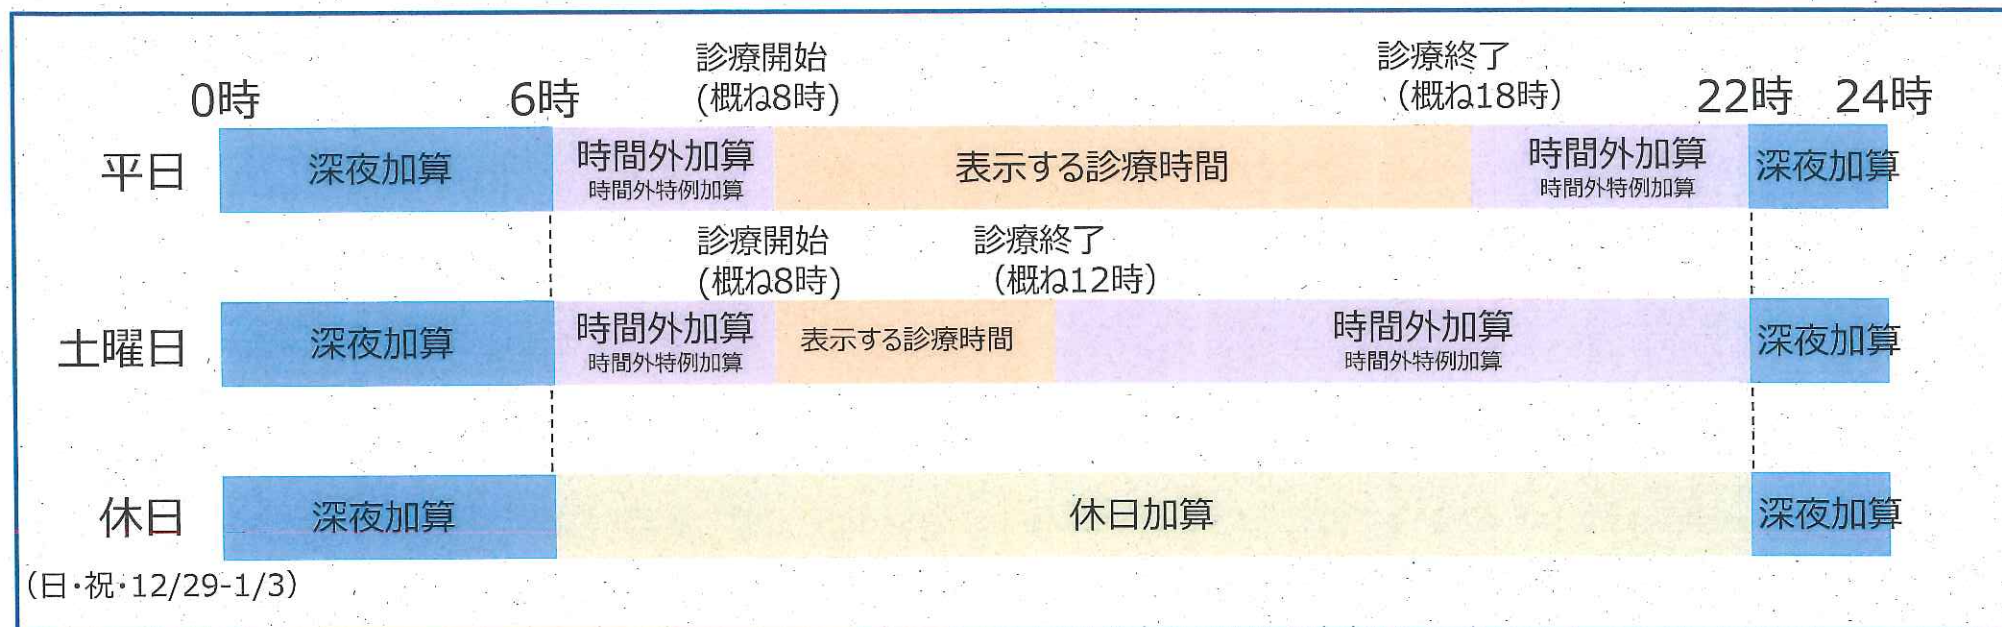 診療開始
(概ね8時)
診療終了
(概ね18時)
0時 6時 22時 24時
平日
深夜加算
時間外加算
時間外特例加算
表示する診療時間
時間外加算
時間外特例加算
深夜加算
診療開始
(概ね8時)
診療終了
(概ね12時)
土曜日
深夜加算
時間外加算
時間外特例加算
表示する診療時間
時間外加算
時間外特例加算
深夜加算
休日
深夜加算
休日加算
深夜加算
(日・祝・12/29-1/3)